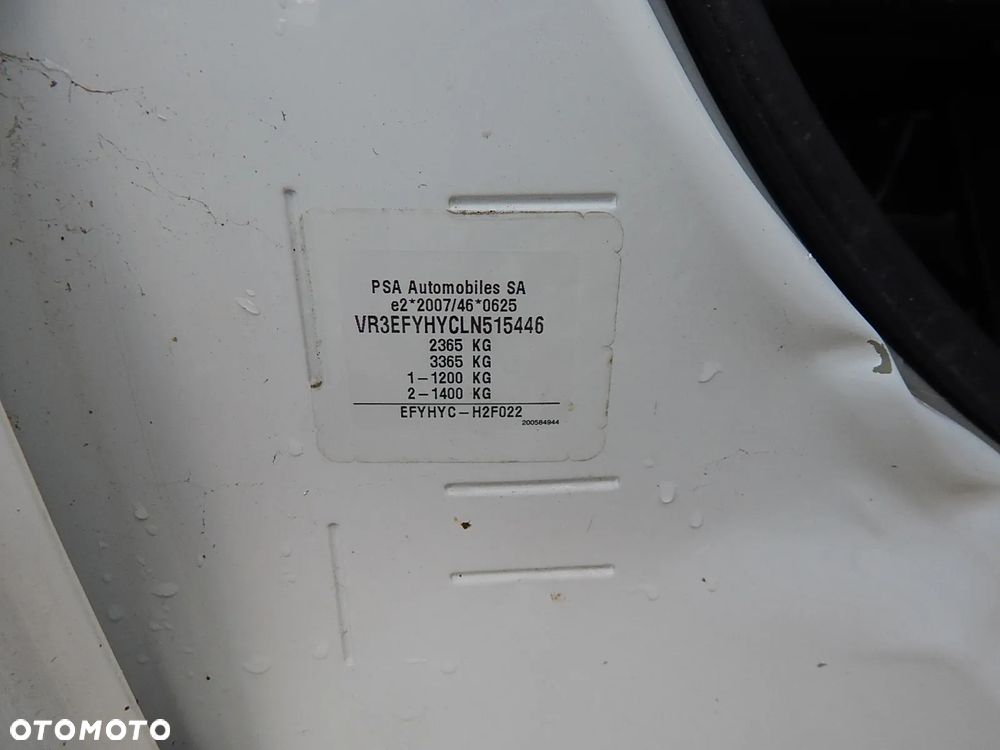 PSA Automobiles SA
e2*2007/46*0625
VR3EFYHYCLN515446
2365 KG
3365 KG
1-1200 KG
2-1400 KG
EFYHYC-H2F022
200584944
OTOMOTO